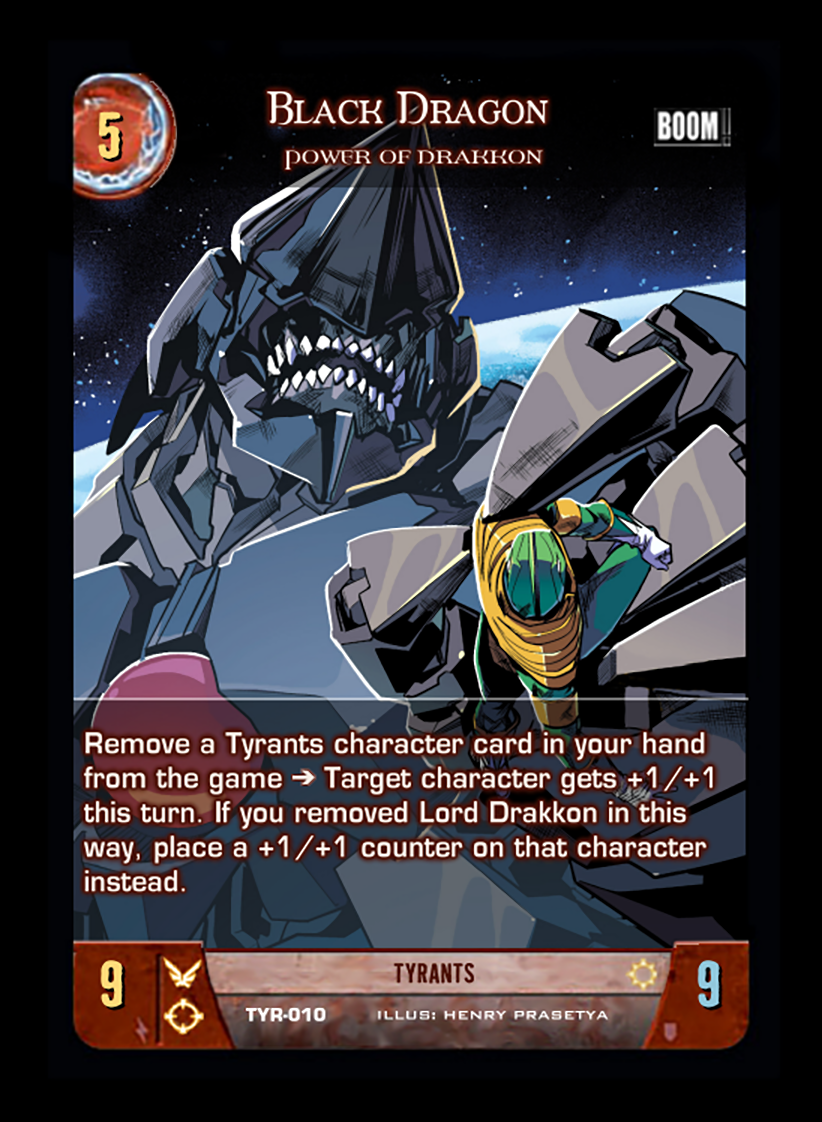 5
Black Dragon
BOOM!
Power of Drakkon
Remove a Tyrants character card in your hand
from the game ➔ Target character gets +1/+1
this turn. If you removed Lord Drakkon in this
way, place a +1/+1 counter on that character
instead.
9
TYRANTS
9
TYR-010
ILLUS: HENRY PRASETYA